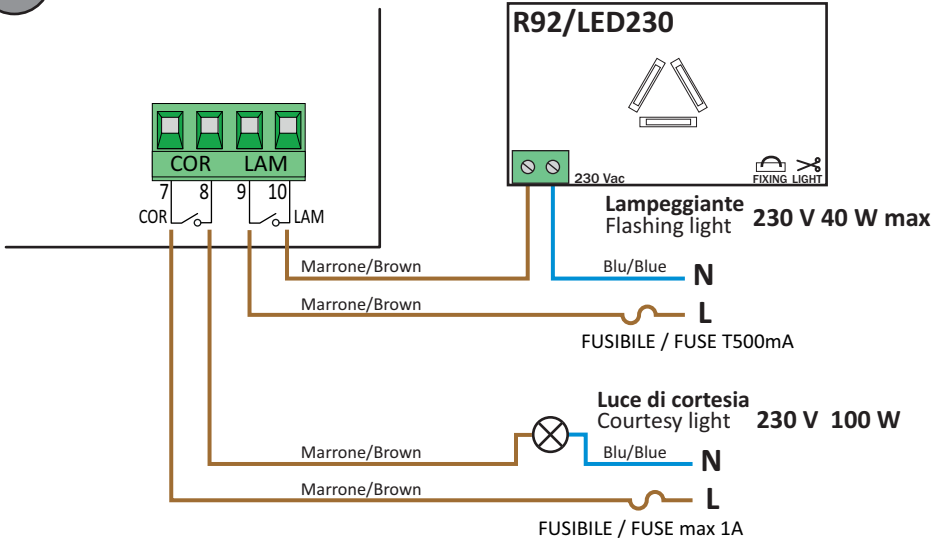 R92/LED230
COR LAM
7 8 9 10
COR LAM
230 Vac
FIXING LIGHT
Lampeggiante
Flashing light
230 V 40 W max
Marrone/Brown
Blu/Blue
N
Marrone/Brown
L
FUSIBILE / FUSE T500mA
Luce di cortesia
Courtesy light
230 V 100 W
Marrone/Brown
Blu/Blue
N
Marrone/Brown
L
FUSIBILE / FUSE max 1A